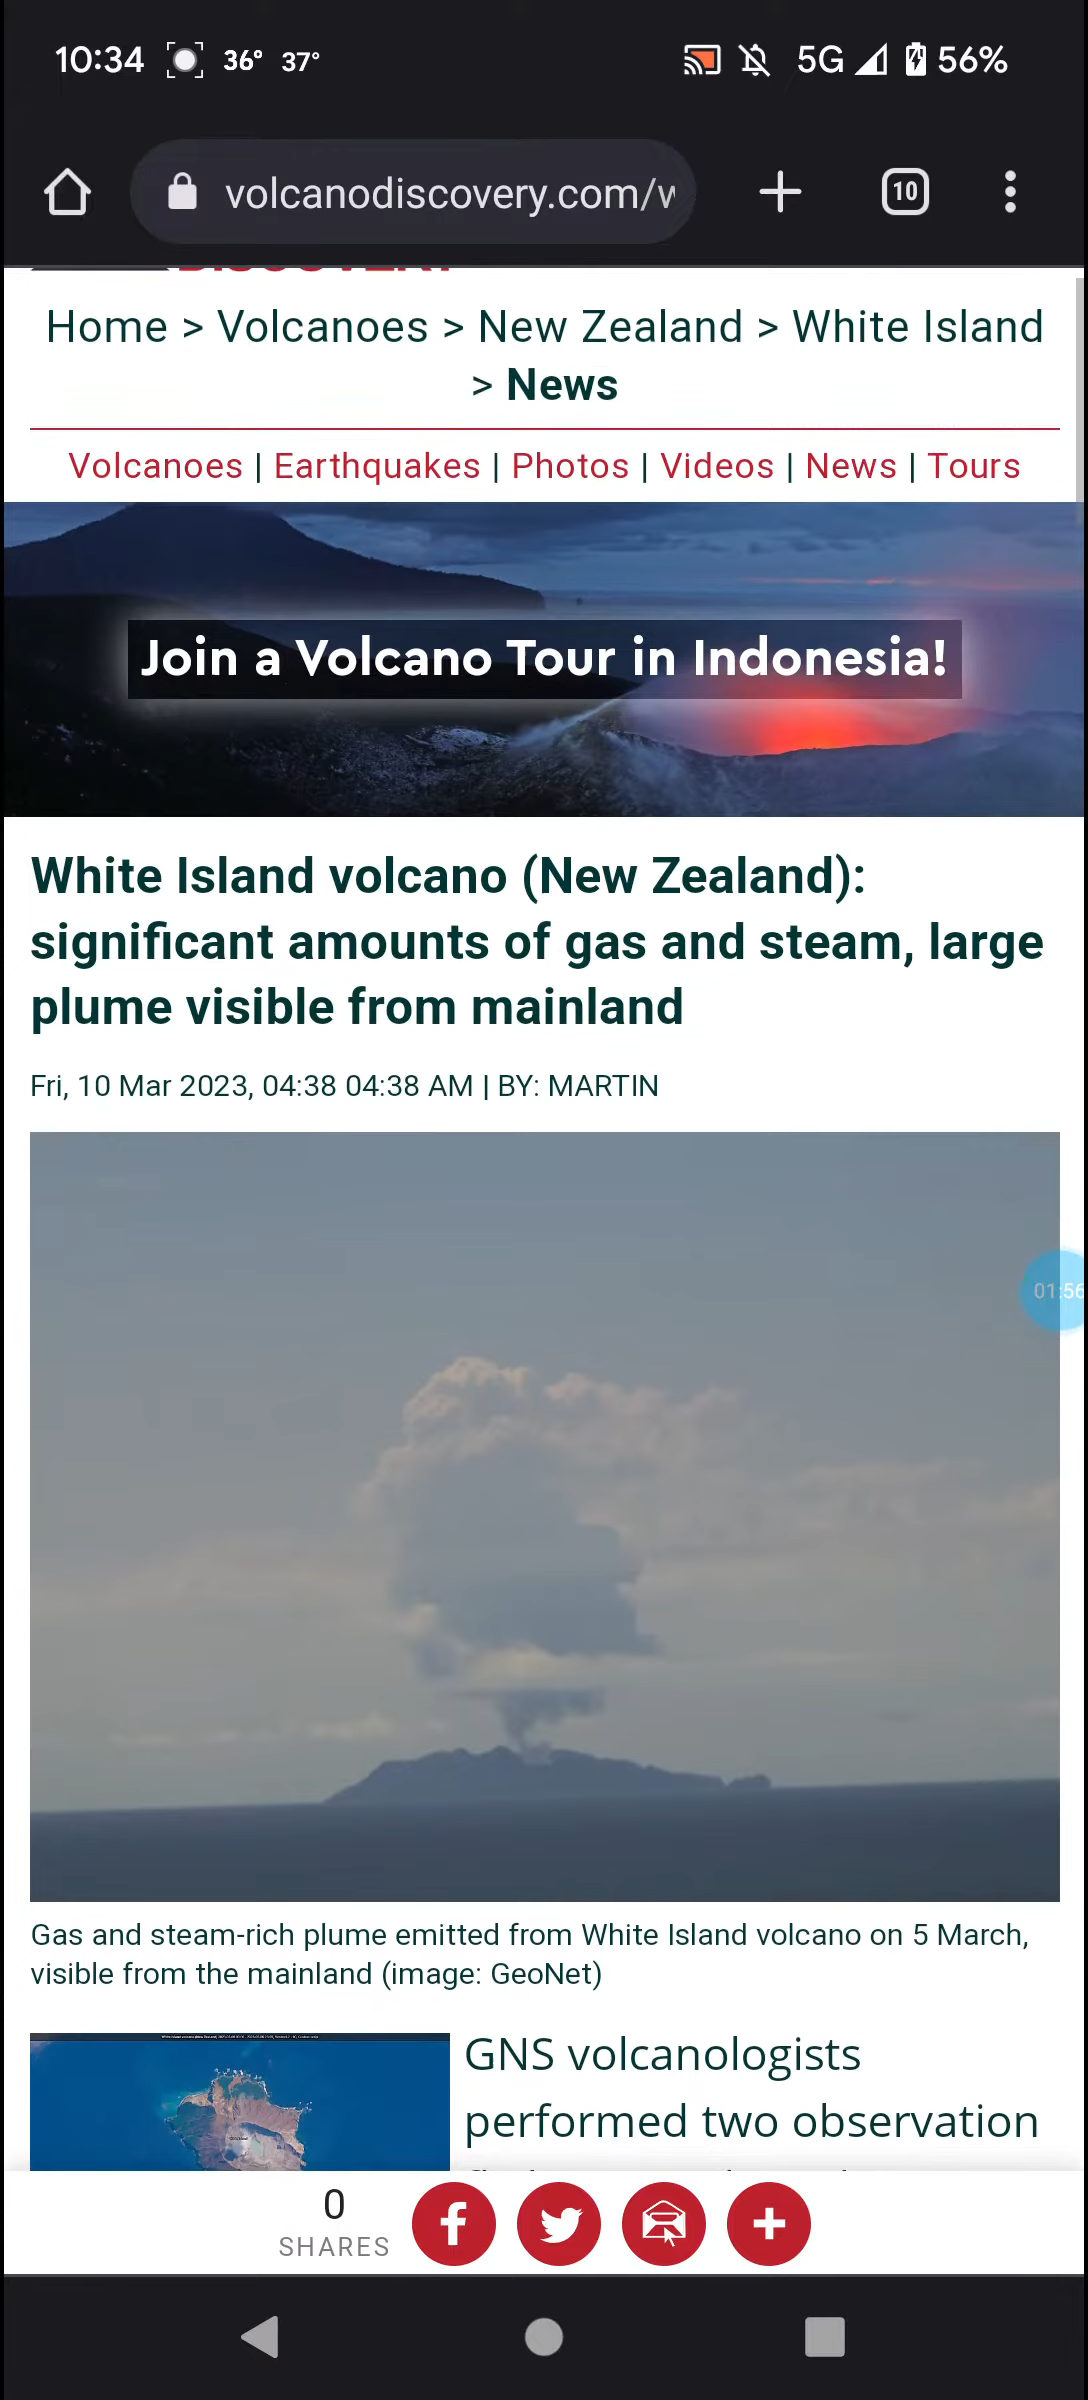 10:34 36° 37° 5G 56%
volcanodiscovery.com/w
10
DISCOVERY
Home > Volcanoes > New Zealand > White Island
> News
Volcanoes | Earthquakes | Photos | Videos | News | Tours
Join a Volcano Tour in Indonesia!
White Island volcano (New Zealand):
significant amounts of gas and steam, large
plume visible from mainland
Fri, 10 Mar 2023, 04:38 04:38 AM | BY: MARTIN
01:56
Gas and steam-rich plume emitted from White Island volcano on 5 March,
visible from the mainland (image: GeoNet)
GNS volcanologists
performed two observation
0
SHARES